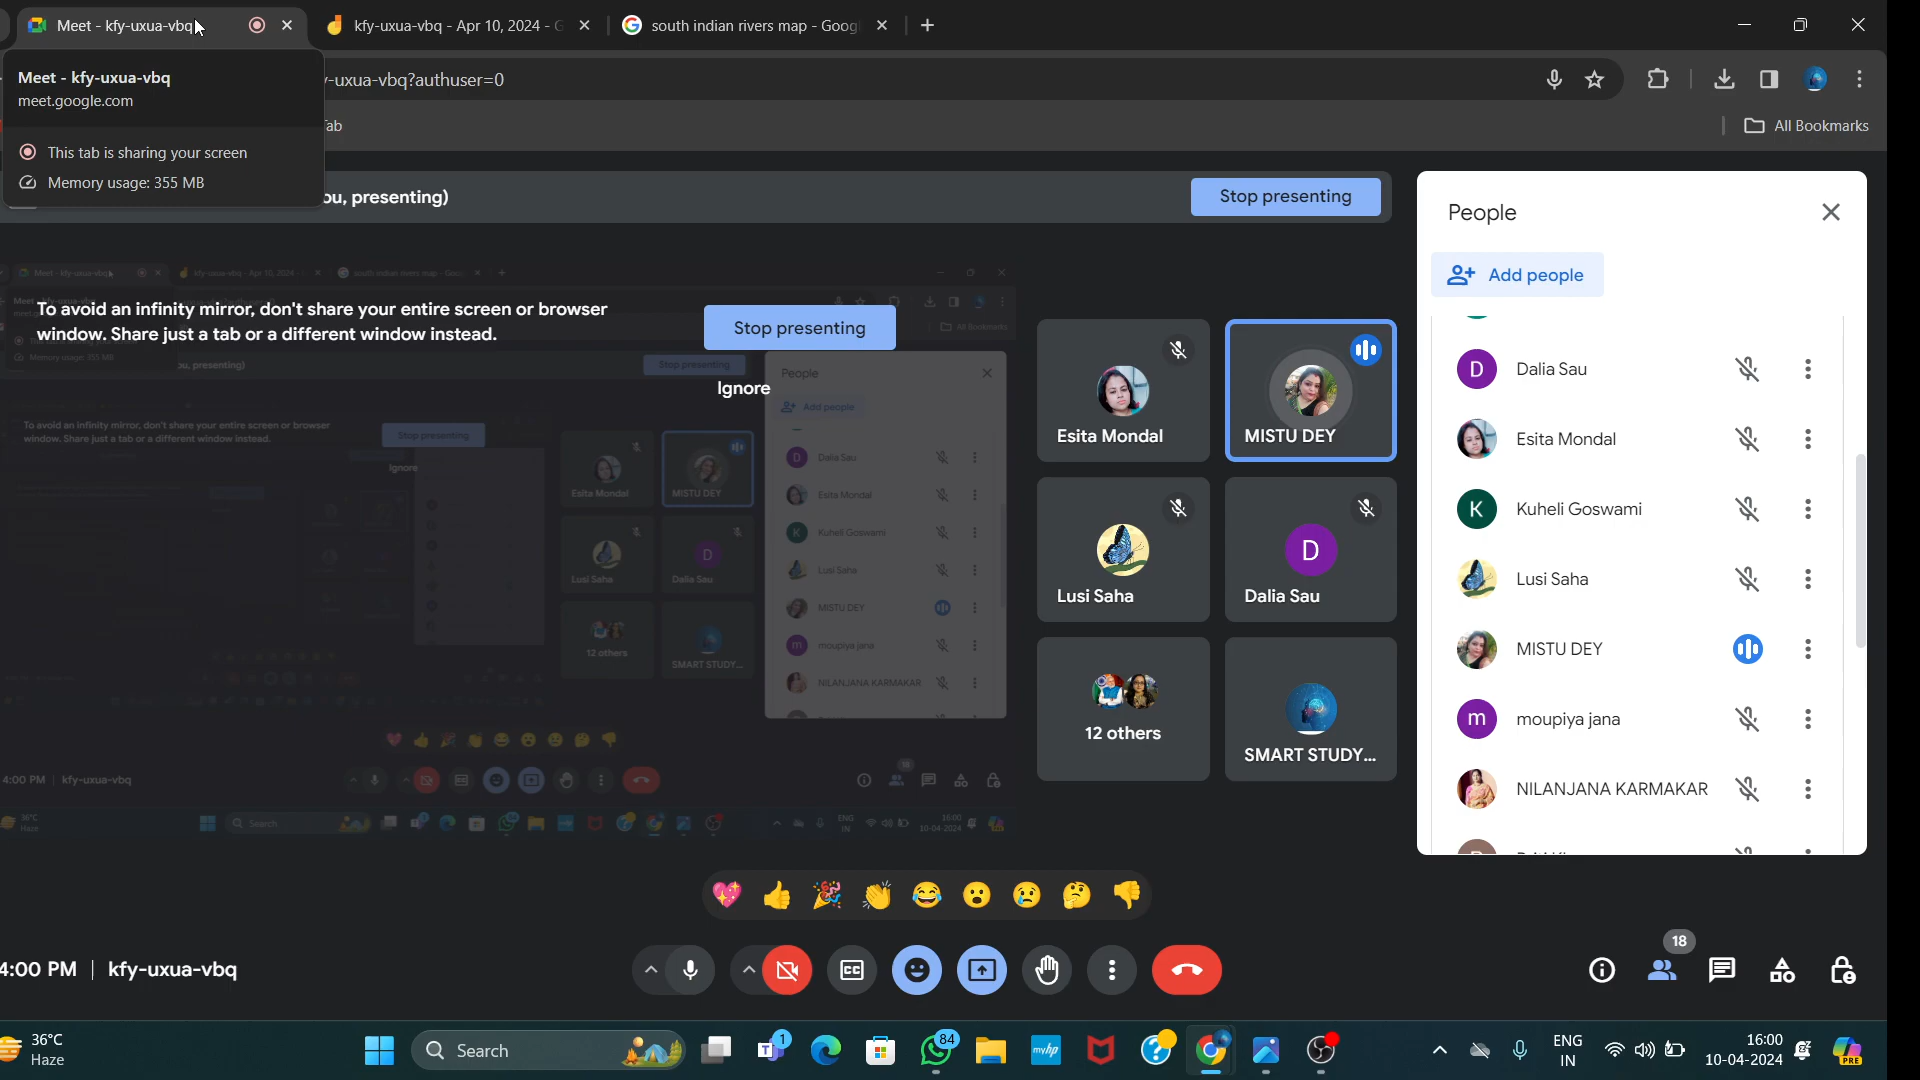 Meet - kfy-uxua-vbq
kfy-uxua-vbq - Apr 10, 2024 - G
south indian rivers map - Goog
Meet - kfy-uxua-vbq
meet.google.com
y-uxua-vbq?authuser=0
This tab is sharing your screen
Memory usage: 355 MB
Tab
All Bookmarks
ou, presenting)
Stop presenting
To avoid an infinity mirror, don't share your entire screen or browser
window. Share just a tab or a different window instead.
Stop presenting
Ignore
Esita Mondal
MISTU DEY
Lusi Saha
Dalia Sau
12 others
SMART STUDY...
People
Add people
Dalia Sau
Esita Mondal
Kuheli Goswami
Lusi Saha
MISTU DEY
moupiya jana
NILANJANA KARMAKAR
4:00 PM | kfy-uxua-vbq
18
36°C
Haze
Search
1
84
myhp
ENG
IN
16:00
10-04-2024
PRE